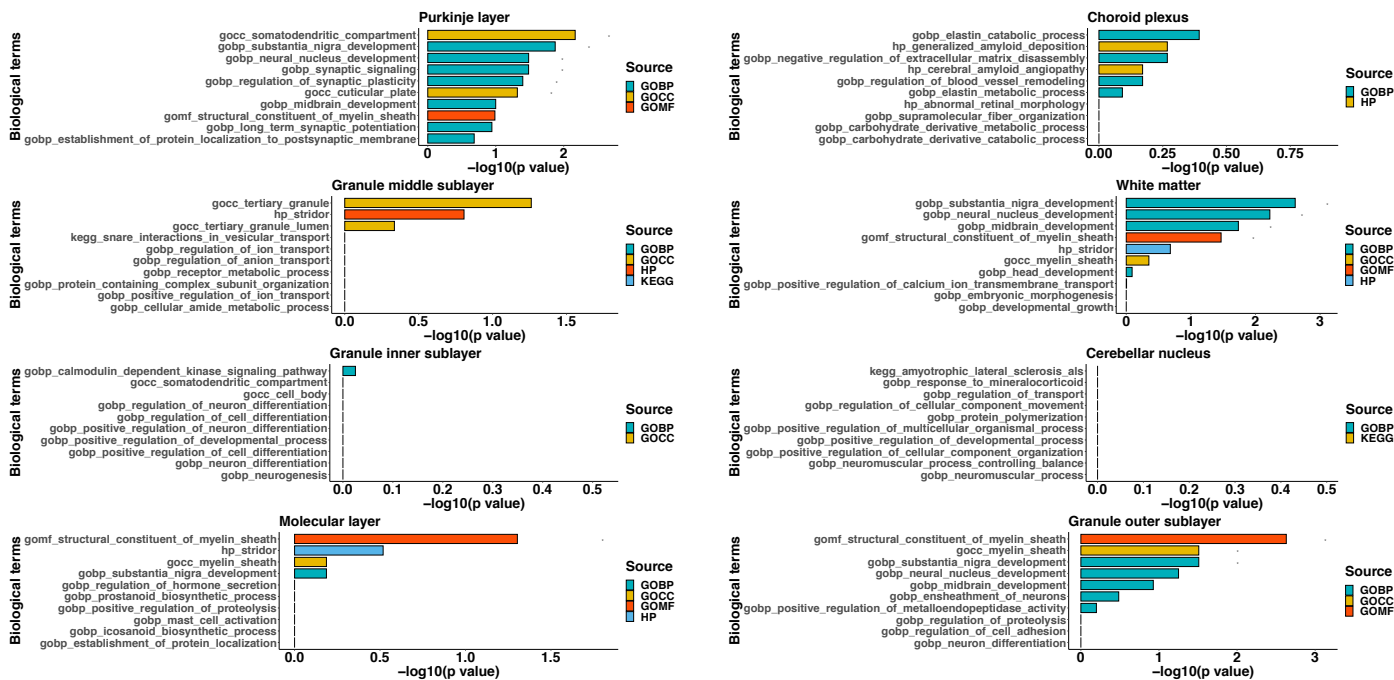 Purkinje layer
Biological terms
gocc_somatodendritic_compartment
gobp_substantia_nigra_development
gobp_neural_nucleus_development
gobp_synaptic_signaling
gobp_regulation_of_synaptic_plasticity
gocc_cuticular_plate
gobp_midbrain_development
gomf_structural_constituent_of_myelin_sheath
gobp_long_term_synaptic_potentiation
gobp_establishment_of_protein_localization_to_postsynaptic_membrane
0 1 2
−log10(p value)
Source
GOBP
GOCC
GOMF
Choroid plexus
Biological terms
gobp_elastin_catabolic_process
hp_generalized_amyloid_deposition
gobp_negative_regulation_of_extracellular_matrix_disassembly
hp_cerebral_amyloid_angiopathy
gobp_regulation_of_blood_vessel_remodeling
gobp_elastin_metabolic_process
hp_abnormal_retinal_morphology
gobp_supramolecular_fiber_organization
gobp_carbohydrate_derivative_metabolic_process
gobp_carbohydrate_derivative_catabolic_process
0.00 0.25 0.50 0.75
−log10(p value)
Source
GOBP
HP
Granule middle sublayer
Biological terms
gocc_tertiary_granule
hp_stridor
gocc_tertiary_granule_lumen
kegg_snare_interactions_in_vesicular_transport
gobp_regulation_of_ion_transport
gobp_regulation_of_anion_transport
gobp_receptor_metabolic_process
gobp_protein_containing_complex_subunit_organization
gobp_positive_regulation_of_ion_transport
gobp_cellular_amide_metabolic_process
0.0 0.5 1.0 1.5
−log10(p value)
Source
GOBP
GOCC
HP
KEGG
White matter
Biological terms
gobp_substantia_nigra_development
gobp_neural_nucleus_development
gobp_midbrain_development
gomf_structural_constituent_of_myelin_sheath
hp_stridor
gocc_myelin_sheath
gobp_head_development
gobp_positive_regulation_of_calcium_ion_transmembrane_transport
gobp_embryonic_morphogenesis
gobp_developmental_growth
0 1 2 3
−log10(p value)
Source
GOBP
GOCC
GOMF
HP
Granule inner sublayer
Biological terms
gobp_calmodulin_dependent_kinase_signaling_pathway
gocc_somatodendritic_compartment
gocc_cell_body
gobp_regulation_of_neuron_differentiation
gobp_regulation_of_cell_differentiation
gobp_positive_regulation_of_neuron_differentiation
gobp_positive_regulation_of_developmental_process
gobp_positive_regulation_of_cell_differentiation
gobp_neuron_differentiation
gobp_neurogenesis
0.0 0.1 0.2 0.3 0.4 0.5
−log10(p value)
Source
GOBP
GOCC
Cerebellar nucleus
Biological terms
kegg_amyotrophic_lateral_sclerosis_als
gobp_response_to_mineralocorticoid
gobp_regulation_of_transport
gobp_regulation_of_cellular_component_movement
gobp_protein_polymerization
gobp_positive_regulation_of_multicellular_organismal_process
gobp_positive_regulation_of_developmental_process
gobp_positive_regulation_of_cellular_component_organization
gobp_neuromuscular_process_controlling_balance
gobp_neuromuscular_process
0.0 0.1 0.2 0.3 0.4 0.5
−log10(p value)
Source
GOBP
KEGG
Molecular layer
Biological terms
gomf_structural_constituent_of_myelin_sheath
hp_stridor
gocc_myelin_sheath
gobp_substantia_nigra_development
gobp_regulation_of_hormone_secretion
gobp_prostanoid_biosynthetic_process
gobp_positive_regulation_of_proteolysis
gobp_mast_cell_activation
gobp_icosanoid_biosynthetic_process
gobp_establishment_of_protein_localization
0.0 0.5 1.0 1.5
−log10(p value)
Source
GOBP
GOCC
GOMF
HP
Granule outer sublayer
Biological terms
gomf_structural_constituent_of_myelin_sheath
gocc_myelin_sheath
gobp_substantia_nigra_development
gobp_neural_nucleus_development
gobp_midbrain_development
gobp_ensheathment_of_neurons
gobp_positive_regulation_of_metalloendopeptidase_activity
gobp_regulation_of_proteolysis
gobp_regulation_of_cell_adhesion
gobp_neuron_differentiation
0 1 2 3
−log10(p value)
Source
GOBP
GOCC
GOMF